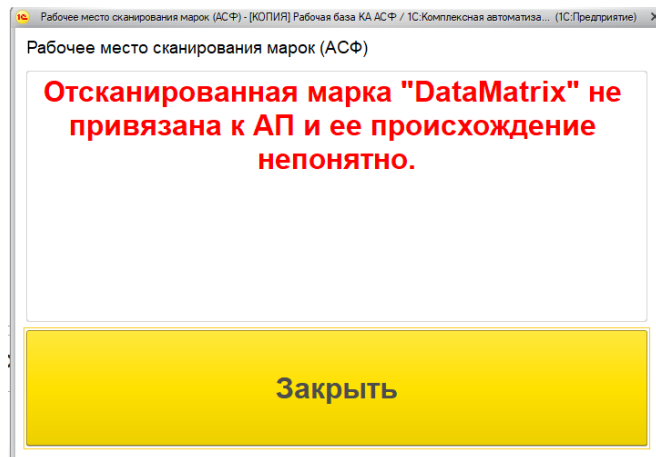 Рабочее место сканирования марок (АСФ) - [КОПИЯ] Рабочая база КА АСФ / 1С:Комплексная автоматиза... (1С:Предприятие)
Рабочее место сканирования марок (АСФ)
Отсканированная марка "DataMatrix" не
привязана к АП и ее происхождение
непонятно.
Закрыть